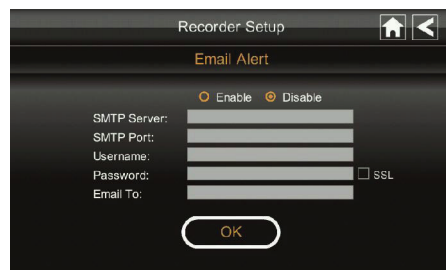 Recorder Setup
Email Alert
Enable Disable
SMTP Server:
SMTP Port:
Username:
Password: SSL
Email To:
OK